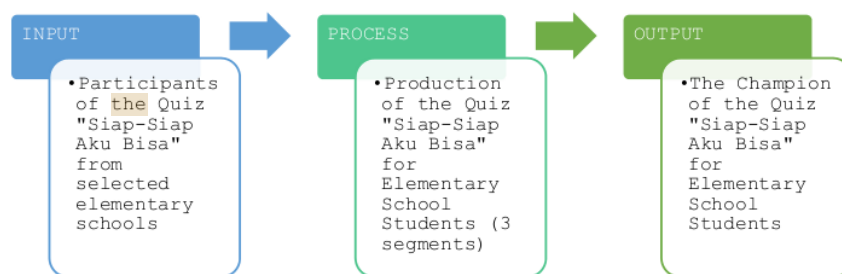 INPUT
•Participants
of the Quiz
"Siap-Siap
Aku Bisa"
from
selected
elementary
schools
PROCESS
•Production
of the Quiz
"Siap-Siap
Aku Bisa"
for
Elementary
School
Students (3
segments)
OUTPUT
•The Champion
of the Quiz
"Siap-Siap
Aku Bisa"
for
Elementary
School
Students